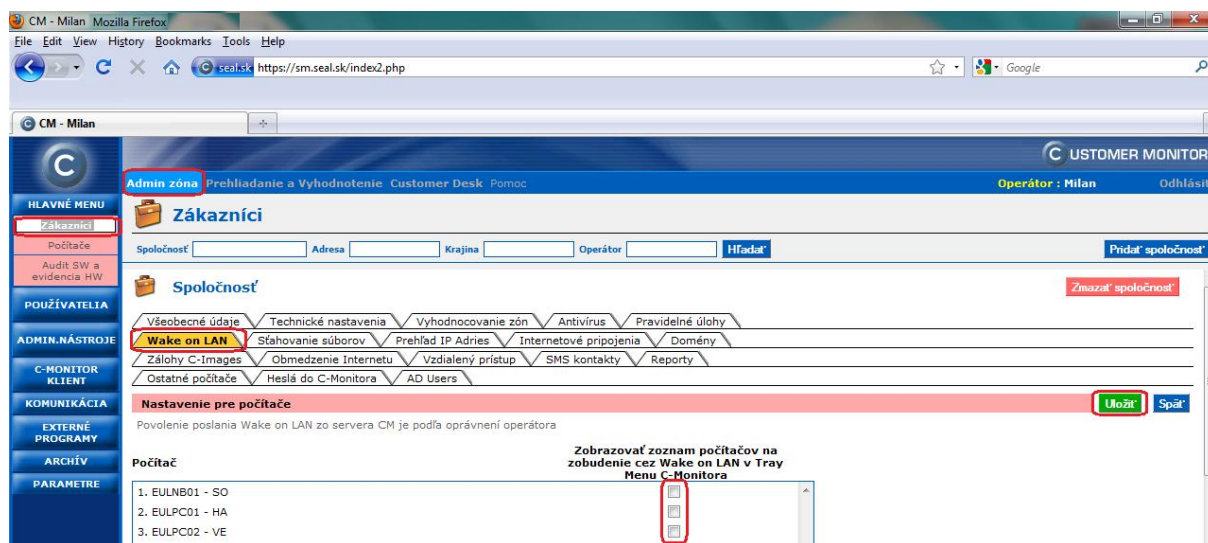 CM - Milan Mozilla Firefox
File Edit View History Bookmarks Tools Help
seal.sk https://sm.seal.sk/index2.php
Google
CM - Milan
C
C USTOMER MONITOR
Admin zóna Prehliadanie a Vyhodnotenie Customer Desk Pomoc Operátor : Milan Odhlásiť
HLAVNÉ MENU
Zákazníci
Počítače
Audit SW a
evidencia HW
POUŽÍVATELIA
ADMIN.NÁSTROJE
C-MONITOR
KLIENT
KOMUNIKÁCIA
EXTERNÉ
PROGRAMY
ARCHÍV
PARAMETRE
Zákazníci
Spoločnosť Adresa Krajina Operátor Hľadať Pridať spoločnosť
Spoločnosť Zmazať spoločnosť
Všeobecné údaje Technické nastavenia Vyhodnocovanie zón Antivírus Pravidelné úlohy
Wake on LAN Sťahovanie súborov Prehľad IP Adries Internetové pripojenia Domény
Zálohy C-Images Obmedzenie Internetu Vzdialený prístup SMS kontakty Reporty
Ostatné počítače Heslá do C-Monitora AD Users
Nastavenie pre počítače Uložiť Späť
Povolenie poslania Wake on LAN zo servera CM je podľa oprávnení operátora
Počítač
Zobrazovať zoznam počítačov na
zobudenie cez Wake on LAN v Tray
Menu C-Monitora
1. EULNB01 - SO
2. EULPC01 - HA
3. EULPC02 - VE